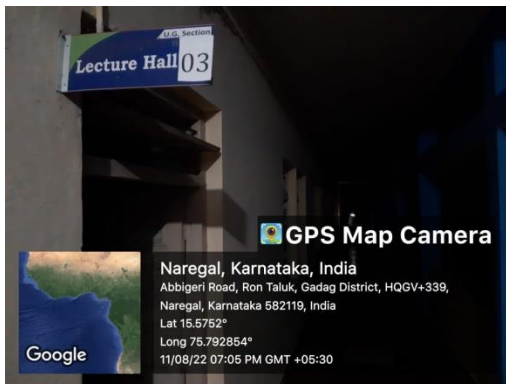 U.G. Section
Lecture Hall 03
GPS Map Camera
Naregal, Karnataka, India
Abbigeri Road, Ron Taluk, Gadag District, HQGV+339,
Naregal, Karnataka 582119, India
Lat 15.5752°
Long 75.792854°
11/08/22 07:05 PM GMT +05:30
Google